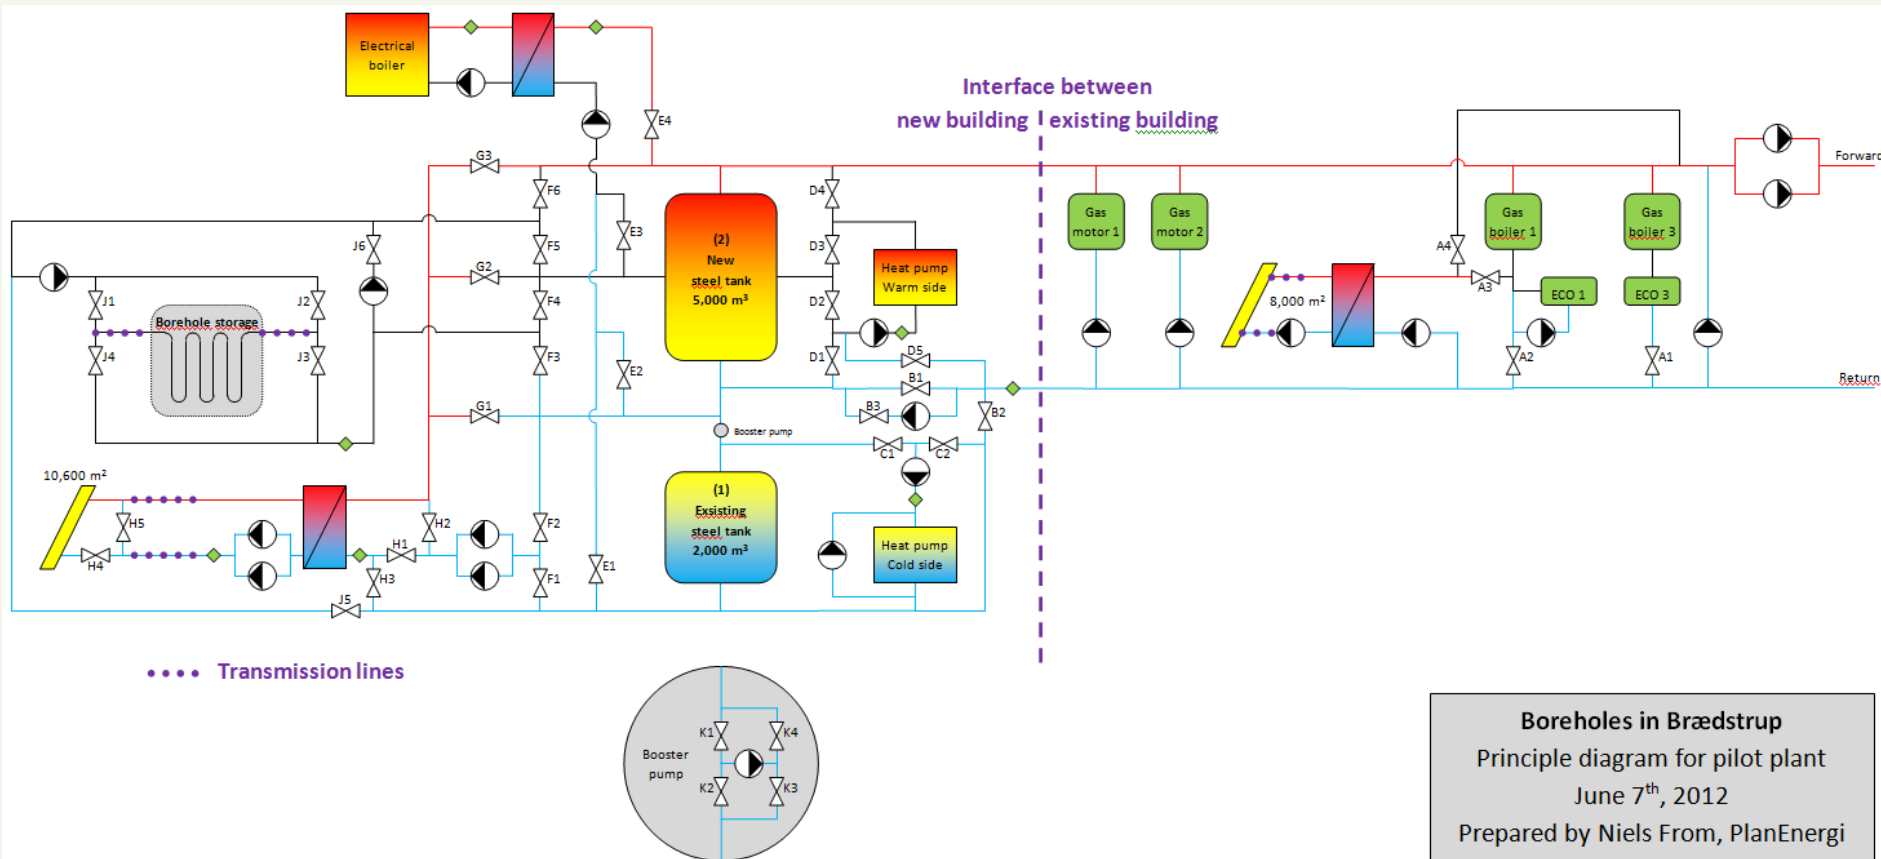 Electrical
boiler
E4
Interface between
new building
existing building
Forward
G3
F6
D4
J6
F5
E3
(2)
New
steel tank
5,000 m³
D3
Heat pump
Warm side
Gas
motor 1
Gas
motor 2
Gas
boiler 1
Gas
boiler 3
A4
A3
ECO 1
ECO 3
8,000 m²
G2
J1
J2
F4
D2
Borehole storage
J4
J3
F3
E2
D1
D5
B1
B3
B2
A2
A1
Return
G1
Booster pump
C1
C2
10,600 m²
H5
H4
H2
H1
H3
F2
F1
E1
(1)
Exsisting
steel tank
2,000 m³
Heat pump
Cold side
J5
Transmission lines
Booster
pump
K1
K4
K2
K3
Boreholes in Brædstrup
Principle diagram for pilot plant
June 7th, 2012
Prepared by Niels From, PlanEnergi